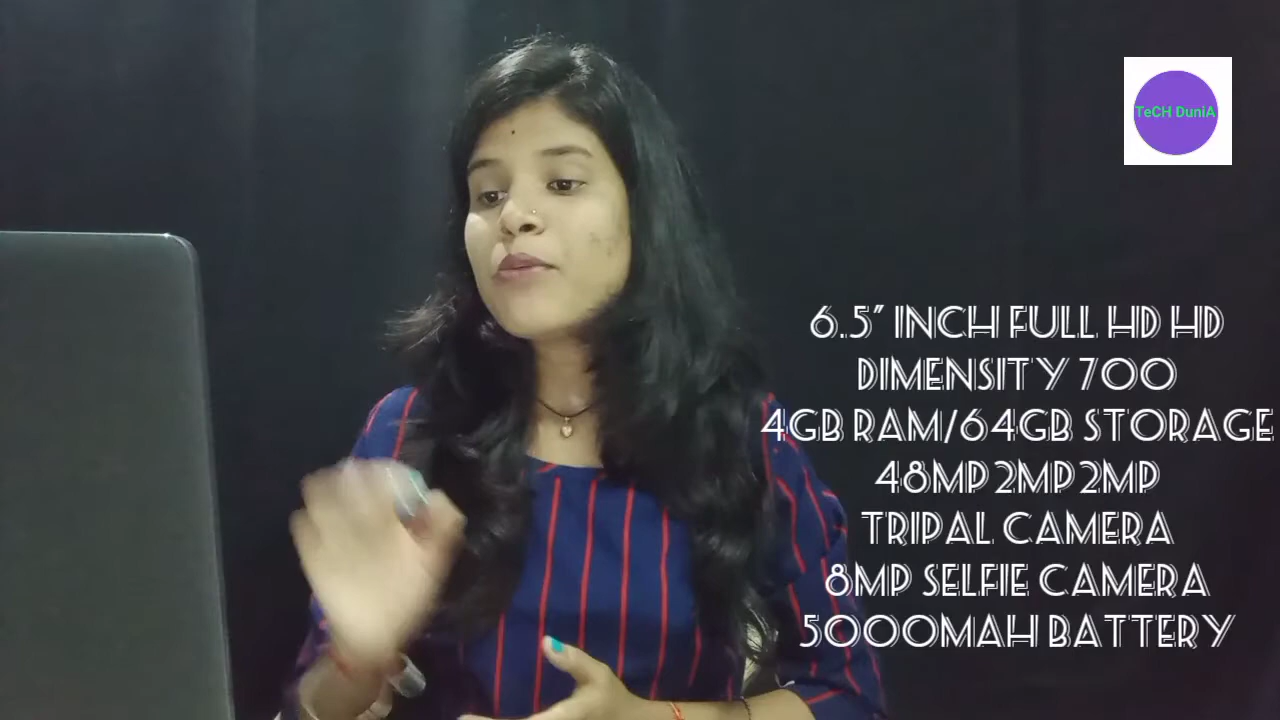 TeCH DuniA
6.5" INCH FULL HD HD
DIMENSITY 700
4GB RAM/64GB STORAGE
48MP 2MP 2MP
TRIPAL CAMERA
8MP SELFIE CAMERA
5000MAH BATTERY